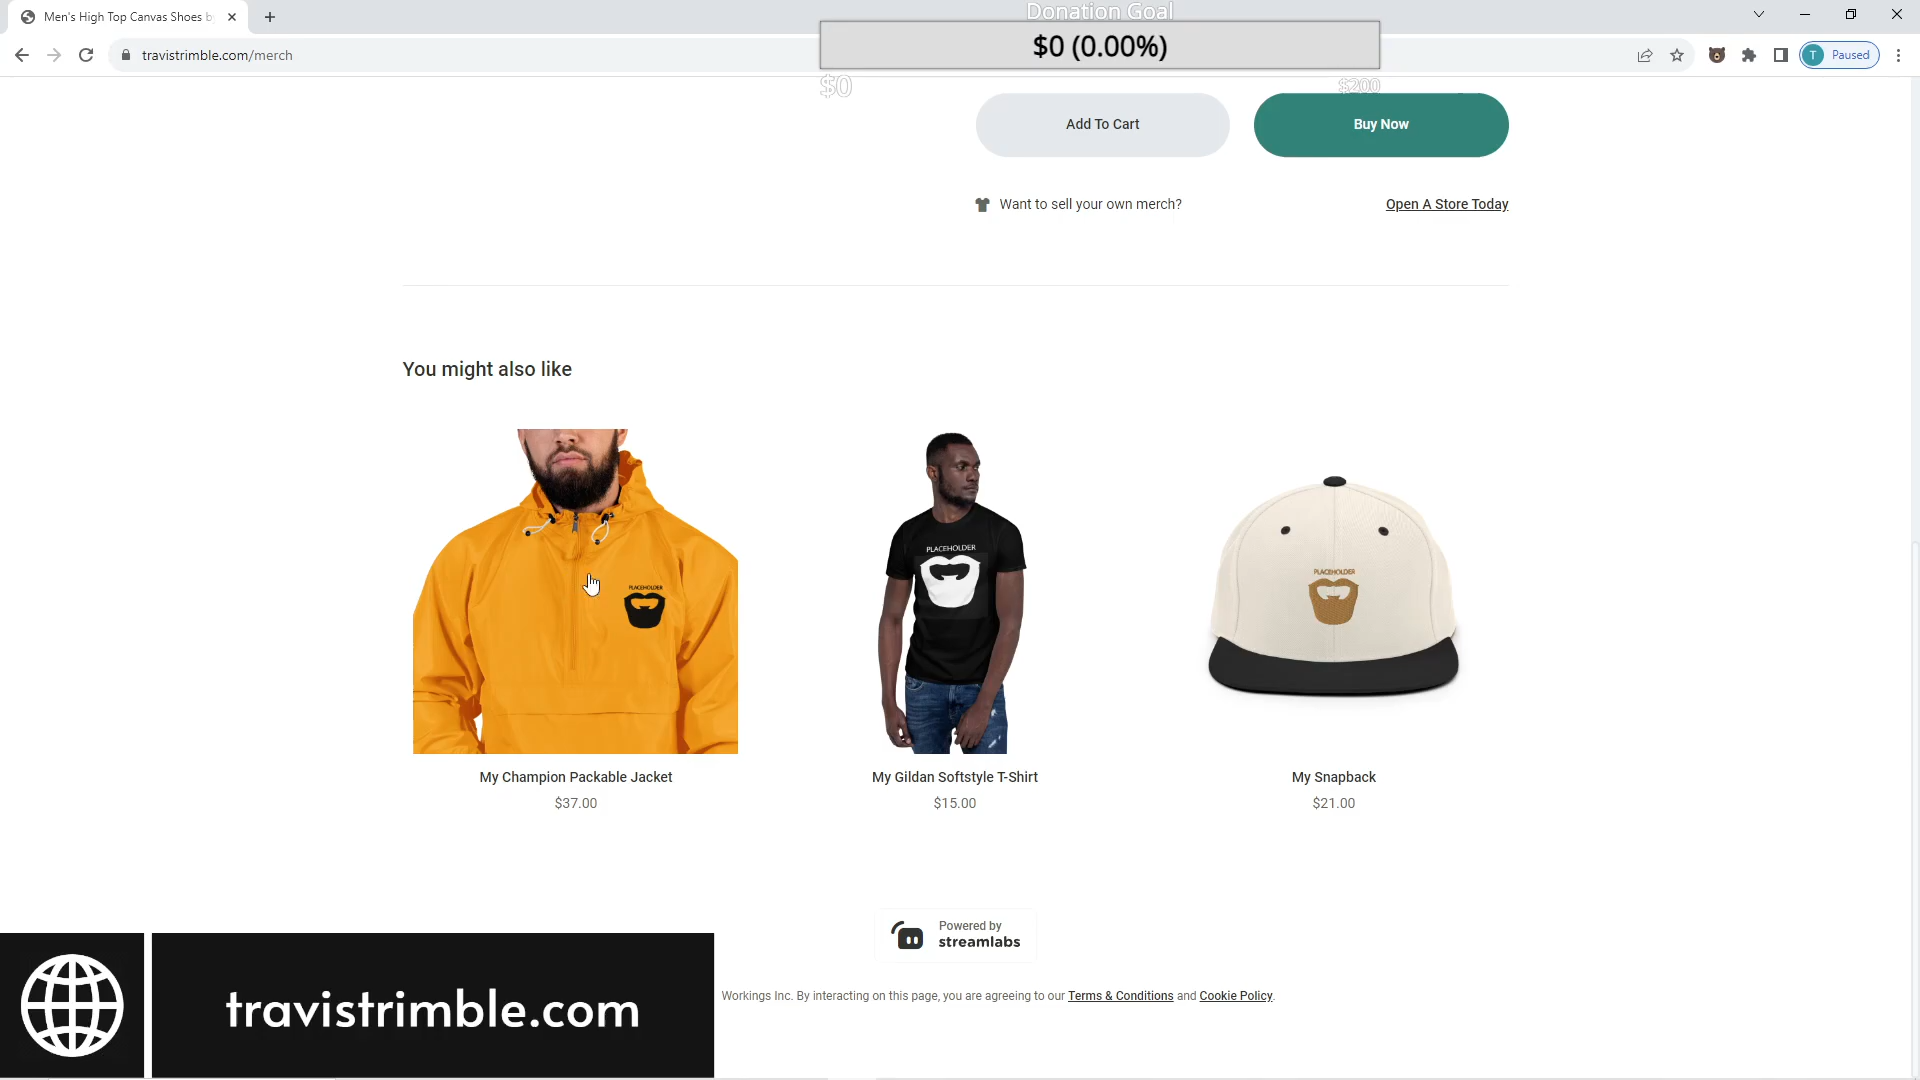 Men's High Top Canvas Shoes b
Donation Goal
$0 (0.00%)
travistrimble.com/merch
T
Paused
$0
$200
Add To Cart
Buy Now
Want to sell your own merch?
Open A Store Today
You might also like
PLACEHOLDER
PLACEHOLDER
PLACEHOLDER
My Champion Packable Jacket
My Gildan Softstyle T-Shirt
My Snapback
$37.00
$15.00
$21.00
Powered by
streamlabs
Workings Inc. By interacting on this page, you are agreeing to our Terms & Conditions and Cookie Policy.
travistrimble.com